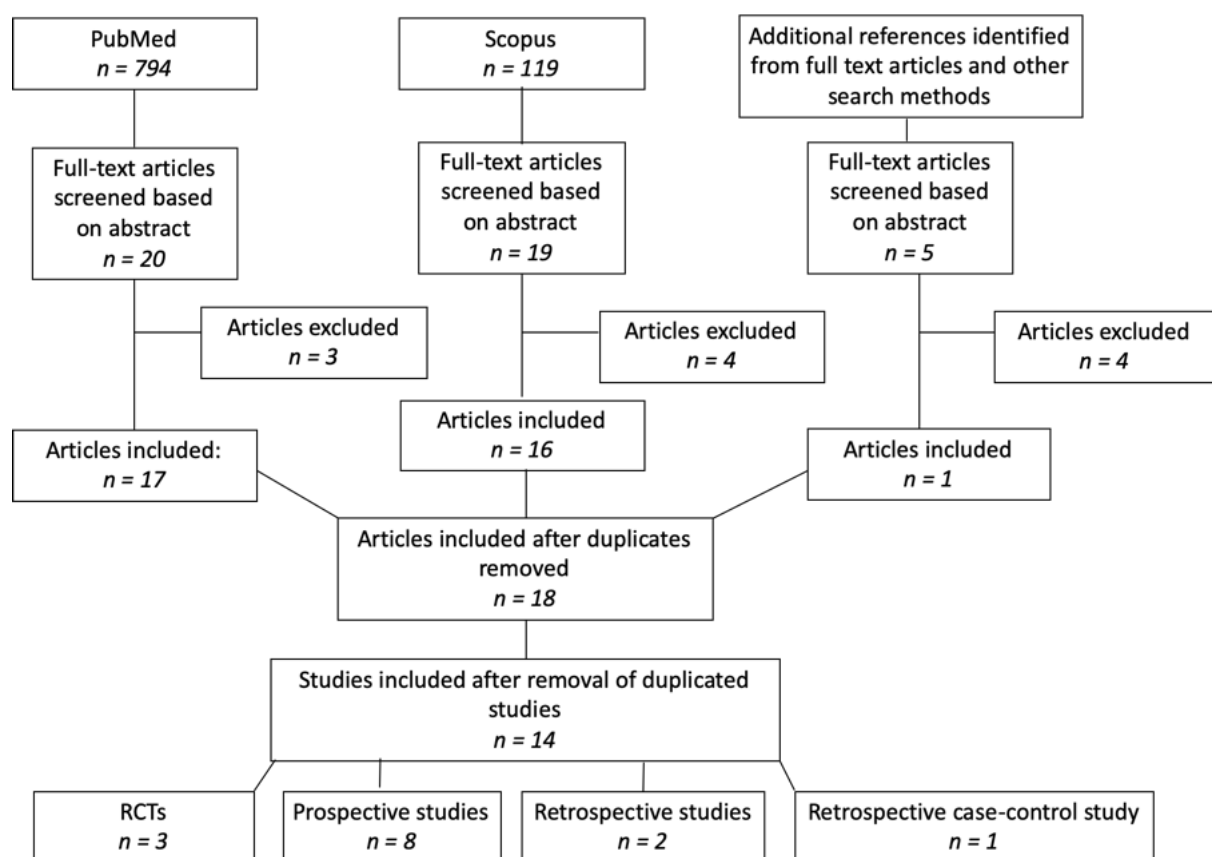 PubMed
n = 794
Scopus
n = 119
Additional references identified
from full text articles and other
search methods
Full-text articles
screened based
on abstract
n = 20
Full-text articles
screened based
on abstract
n = 19
Full-text articles
screened based
on abstract
n = 5
Articles excluded
n = 3
Articles excluded
n = 4
Articles excluded
n = 4
Articles included:
n = 17
Articles included
n = 16
Articles included
n = 1
Articles included after duplicates
removed
n = 18
Studies included after removal of duplicated
studies
n = 14
RCTs
n = 3
Prospective studies
n = 8
Retrospective studies
n = 2
Retrospective case-control study
n = 1